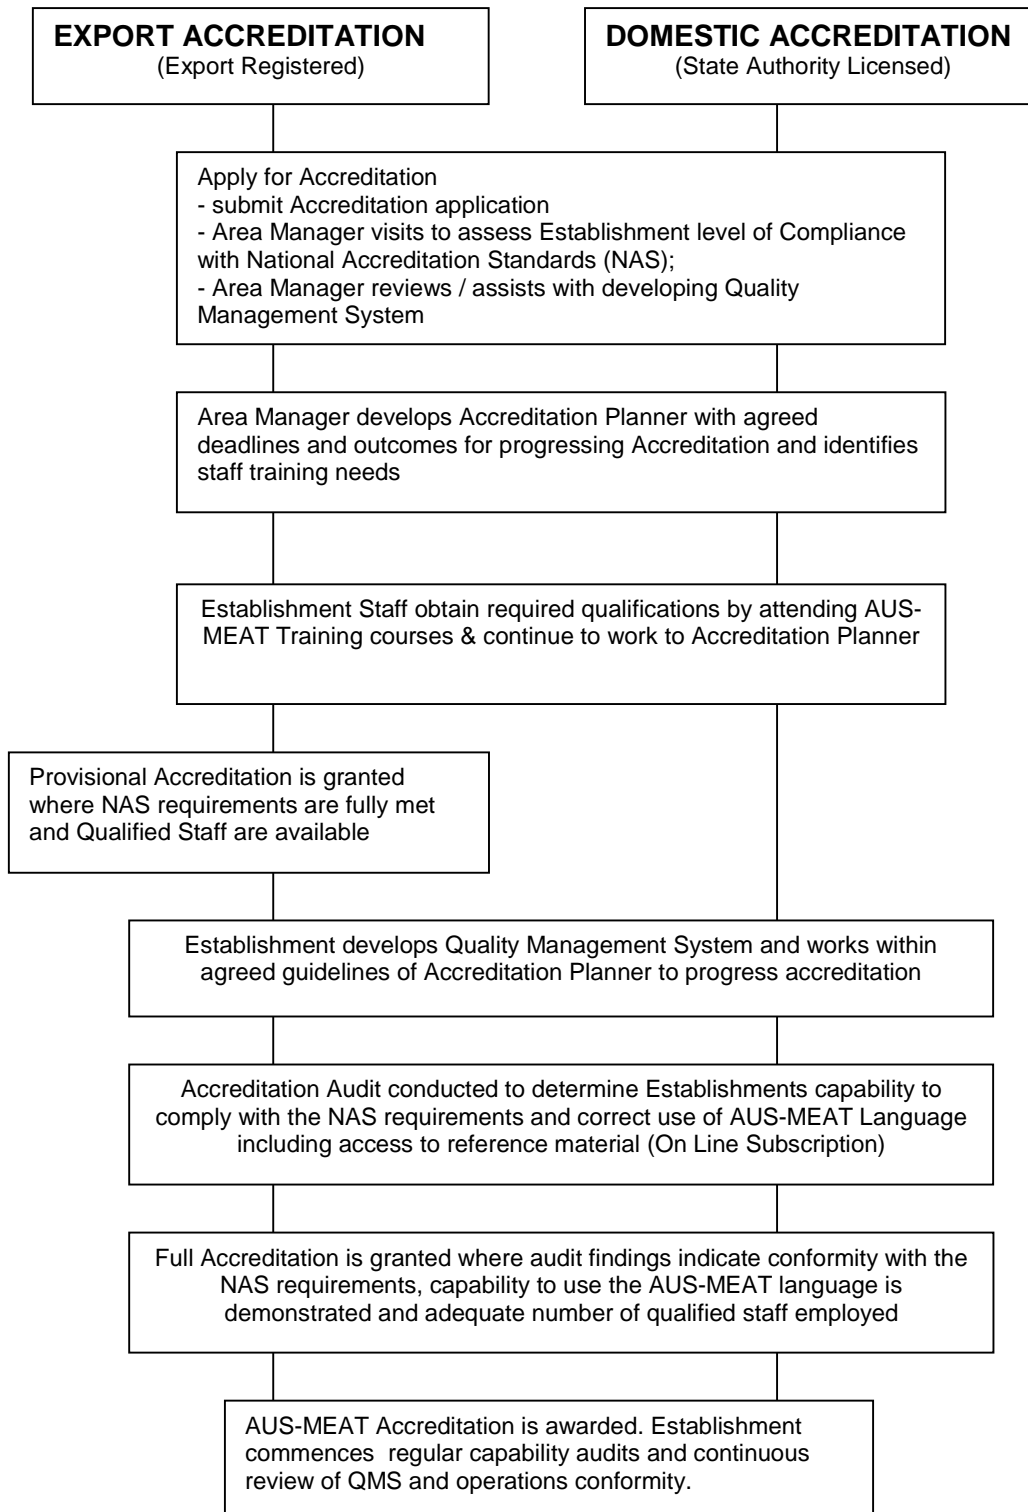 EXPORT ACCREDITATION
(Export Registered)
DOMESTIC ACCREDITATION
(State Authority Licensed)
Apply for Accreditation
- submit Accreditation application
- Area Manager visits to assess Establishment level of Compliance
with National Accreditation Standards (NAS);
- Area Manager reviews / assists with developing Quality
Management System
Area Manager develops Accreditation Planner with agreed
deadlines and outcomes for progressing Accreditation and identifies
staff training needs
Establishment Staff obtain required qualifications by attending AUS-
MEAT Training courses & continue to work to Accreditation Planner
Provisional Accreditation is granted
where NAS requirements are fully met
and Qualified Staff are available
Establishment develops Quality Management System and works within
agreed guidelines of Accreditation Planner to progress accreditation
Accreditation Audit conducted to determine Establishments capability to
comply with the NAS requirements and correct use of AUS-MEAT Language
including access to reference material (On Line Subscription)
Full Accreditation is granted where audit findings indicate conformity with the
NAS requirements, capability to use the AUS-MEAT language is
demonstrated and adequate number of qualified staff employed
AUS-MEAT Accreditation is awarded. Establishment
commences  regular capability audits and continuous
review of QMS and operations conformity.